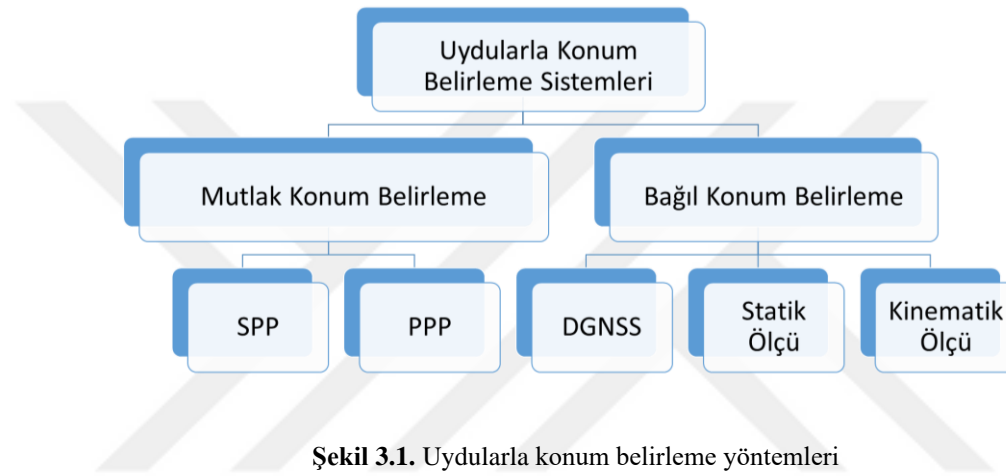 Uydularla Konum
Belirleme Sistemleri
Mutlak Konum Belirleme
Bağıl Konum Belirleme
SPP
PPP
DGNSS
Statik
Ölçü
Kinematik
Ölçü
Şekil 3.1. Uydularla konum belirleme yöntemleri